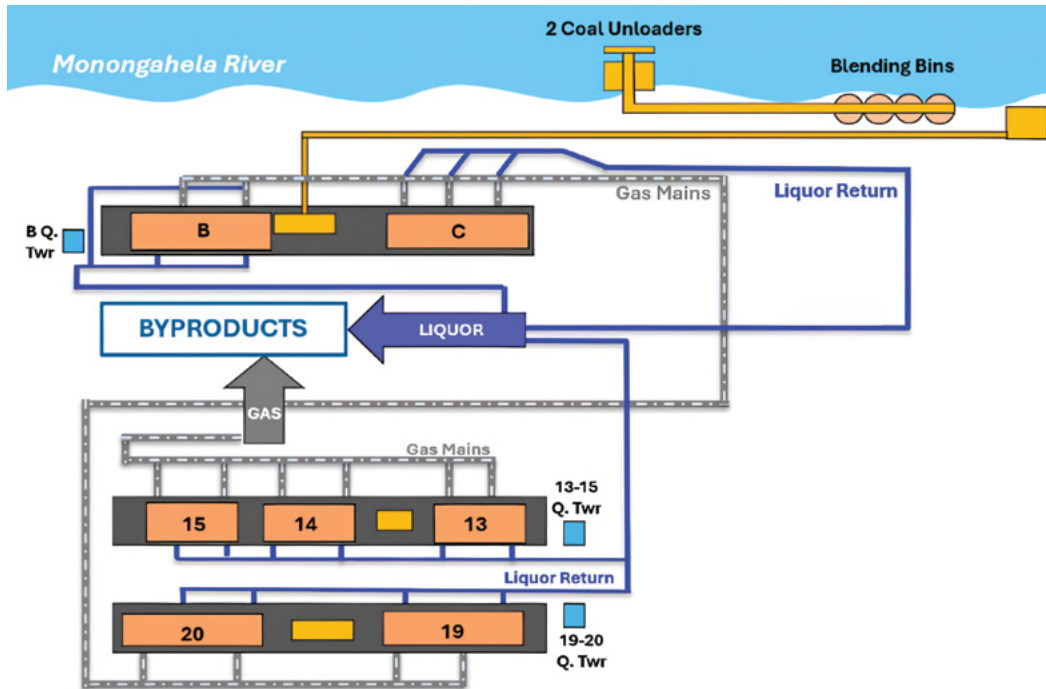 2 Coal Unloaders
Monongahela River
Blending Bins
Gas Mains
Liquor Return
B
C
B Q.
Twr
BYPRODUCTS
LIQUOR
GAS
Gas Mains
13-15
Q. Twr
15
14
13
Liquor Return
20
19
19-20
Q. Twr